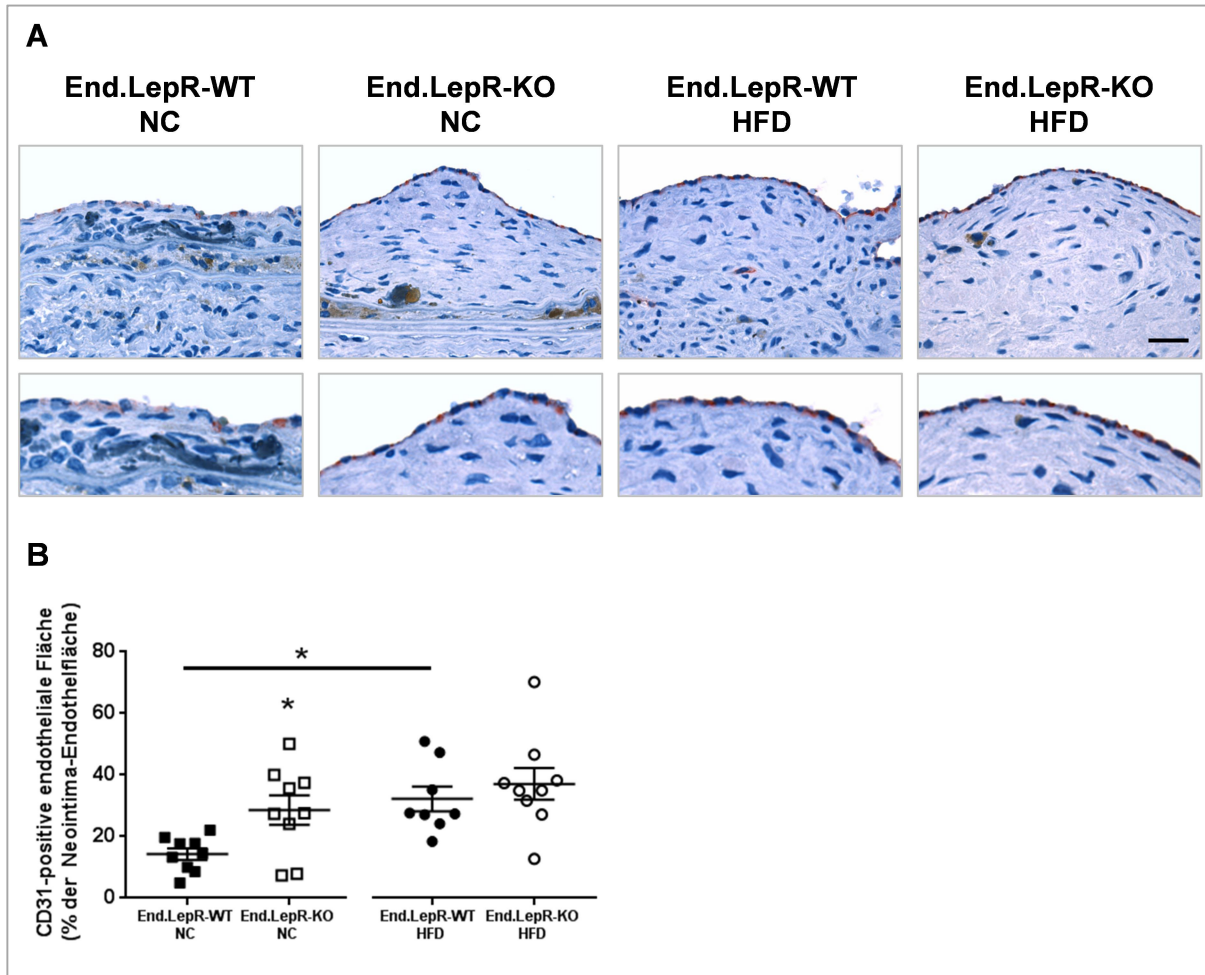 A
End.LepR-WT
NC
End.LepR-KO
NC
End.LepR-WT
HFD
End.LepR-KO
HFD
B
CD31-positive endotheliale Fläche
(% der Neointima-Endothelfläche)
80
60
40
20
0
*
*
End.LepR-WT
NC
End.LepR-KO
NC
End.LepR-WT
HFD
End.LepR-KO
HFD